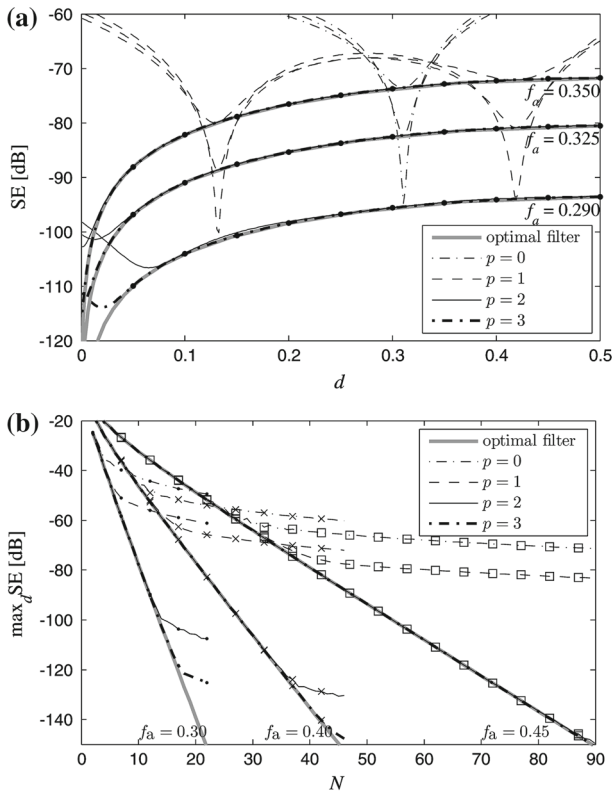 (a)
SE [dB]
-60
-70
-80
-90
-100
-110
-120
f_a = 0.350
f_a = 0.325
f_a = 0.290
optimal filter
p = 0
p = 1
p = 2
p = 3
0 0.1 0.2 0.3 0.4 0.5
d
(b)
max_d SE [dB]
-20
-40
-60
-80
-100
-120
-140
optimal filter
p = 0
p = 1
p = 2
p = 3
f_a = 0.30 f_a = 0.40 f_a = 0.45
0 10 20 30 40 50 60 70 80 90
N